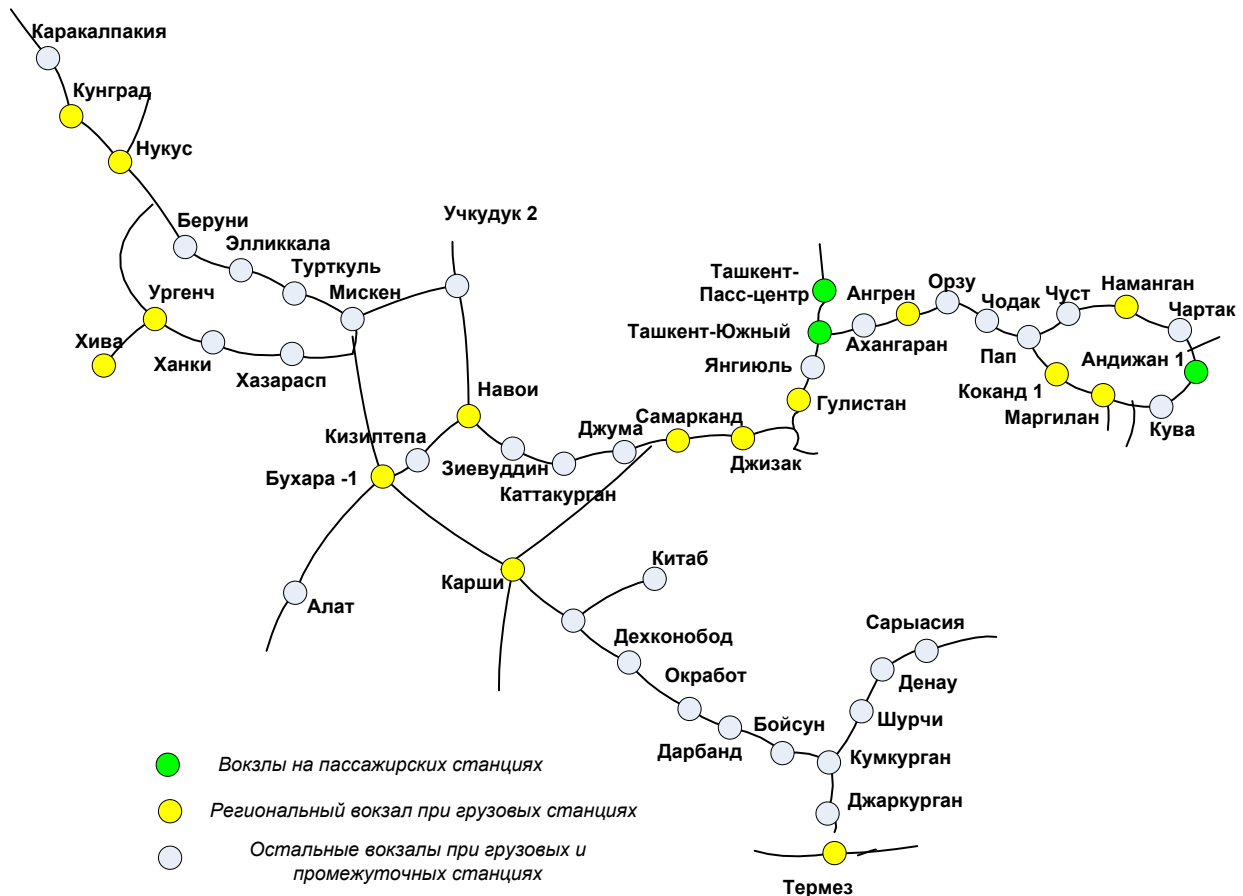 Каракалпакия
Кунград
Нукус
Беруни
Элликкала
Турткуль
Мискен
Учкудук 2
Ургенч
Хива
Ханки
Хазарасп
Навои
Кизилтепа
Бухара -1
Зиевуддин
Каттакурган
Джума
Самарканд
Джизак
Гулистан
Янгиюль
Ташкент-
Пасс-центр
Ташкент-Южный
Ахангаран
Ангрен
Орзу
Чодак
Пап
Чуст
Наманган
Чартак
Андижан 1
Коканд 1
Маргилан
Кува
Алат
Карши
Китаб
Дехконобод
Окработ
Дарбанд
Бойсун
Кумкурган
Шурчи
Денау
Сарыасия
Джаркурган
Термез
Вокзлы на пассажирских станциях
Региональный вокзал при грузовых станциях
Остальные вокзалы при грузовых и
промежуточных станциях